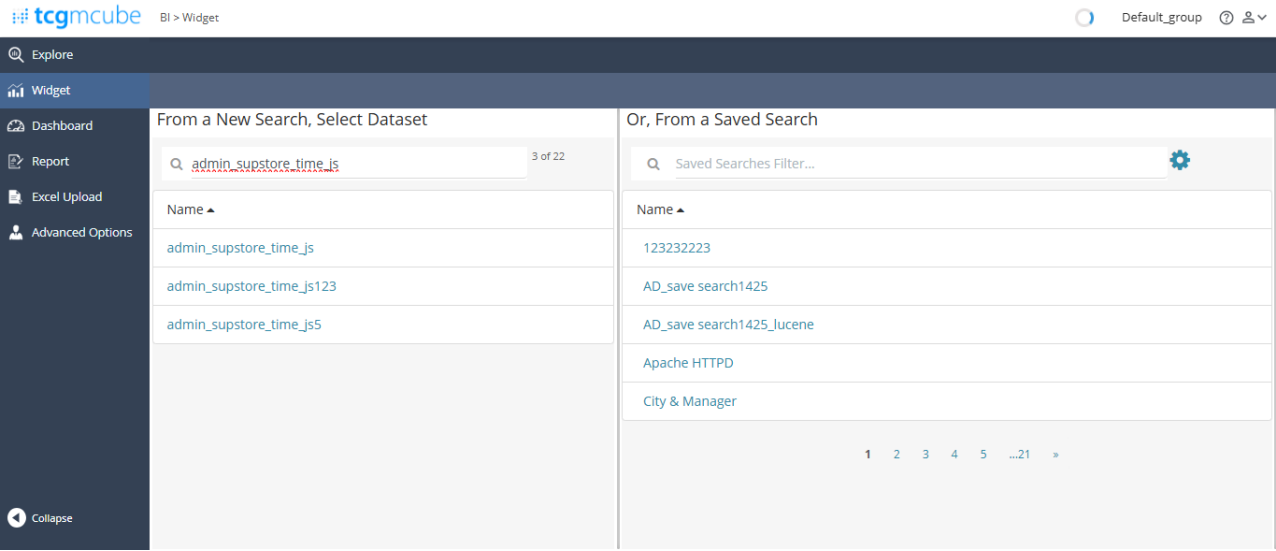 tcgmcube
BI > Widget
Default_group
Explore
Widget
Dashboard
Report
Excel Upload
Advanced Options
Collapse
From a New Search, Select Dataset
admin_supstore_time_js
3 of 22
Name
admin_supstore_time_js
admin_supstore_time_js123
admin_supstore_time_js5
Or, From a Saved Search
Saved Searches Filter...
Name
123232223
AD_save search1425
AD_save search1425_lucene
Apache HTTPD
City & Manager
1 2 3 4 5 ...21 »